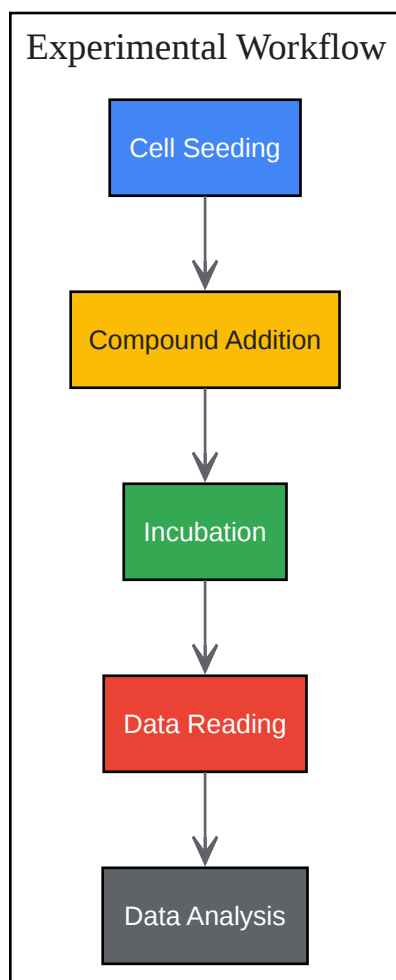 Experimental Workflow
Cell Seeding
Compound Addition
Incubation
Data Reading
Data Analysis